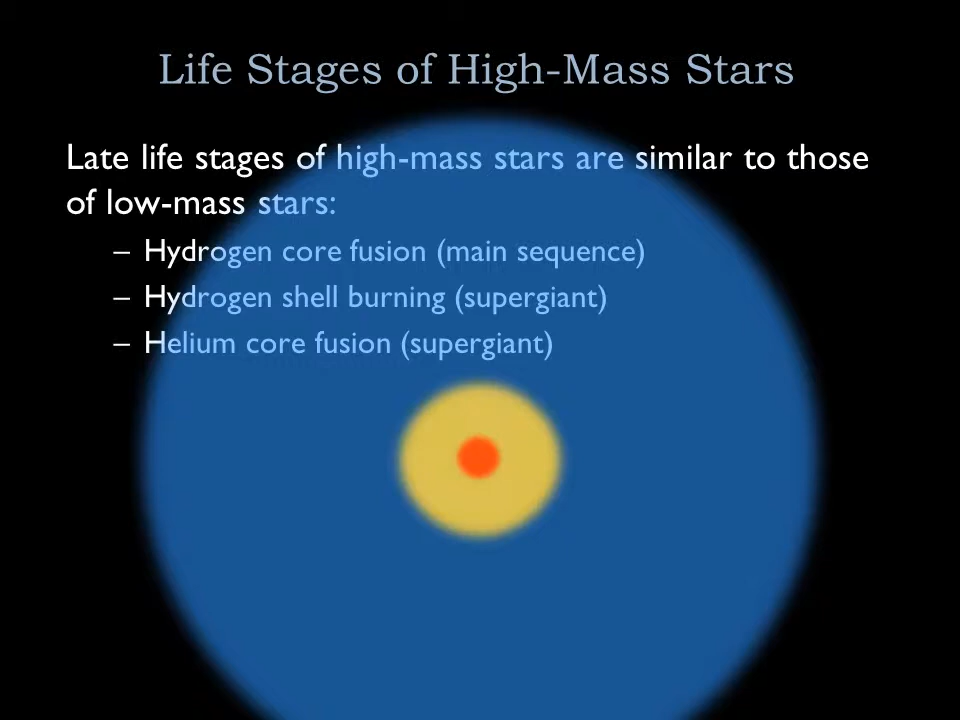 Life Stages of High-Mass Stars
Late life stages of high-mass stars are similar to those
of low-mass stars:
– Hydrogen core fusion (main sequence)
– Hydrogen shell burning (supergiant)
– Helium core fusion (supergiant)